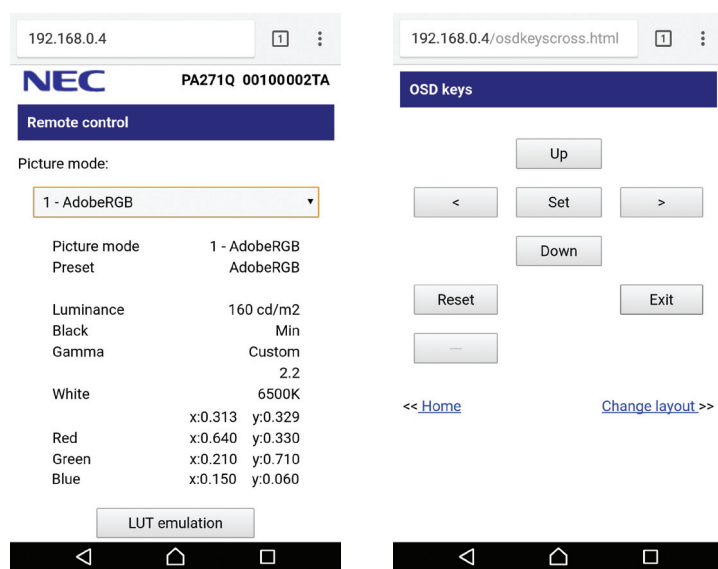 192.168.0.4
1
NEC PA271Q 00100002TA
Remote control
Picture mode:
1 - AdobeRGB
Picture mode 1 - AdobeRGB
Preset AdobeRGB
Luminance 160 cd/m2
Black Min
Gamma Custom
2.2
White 6500K
x:0.313 y:0.329
Red x:0.640 y:0.330
Green x:0.210 y:0.710
Blue x:0.150 y:0.060
LUT emulation
192.168.0.4/osdkeyscross.html
1
OSD keys
Up
< Set >
Down
Reset Exit
—
<< Home Change layout >>